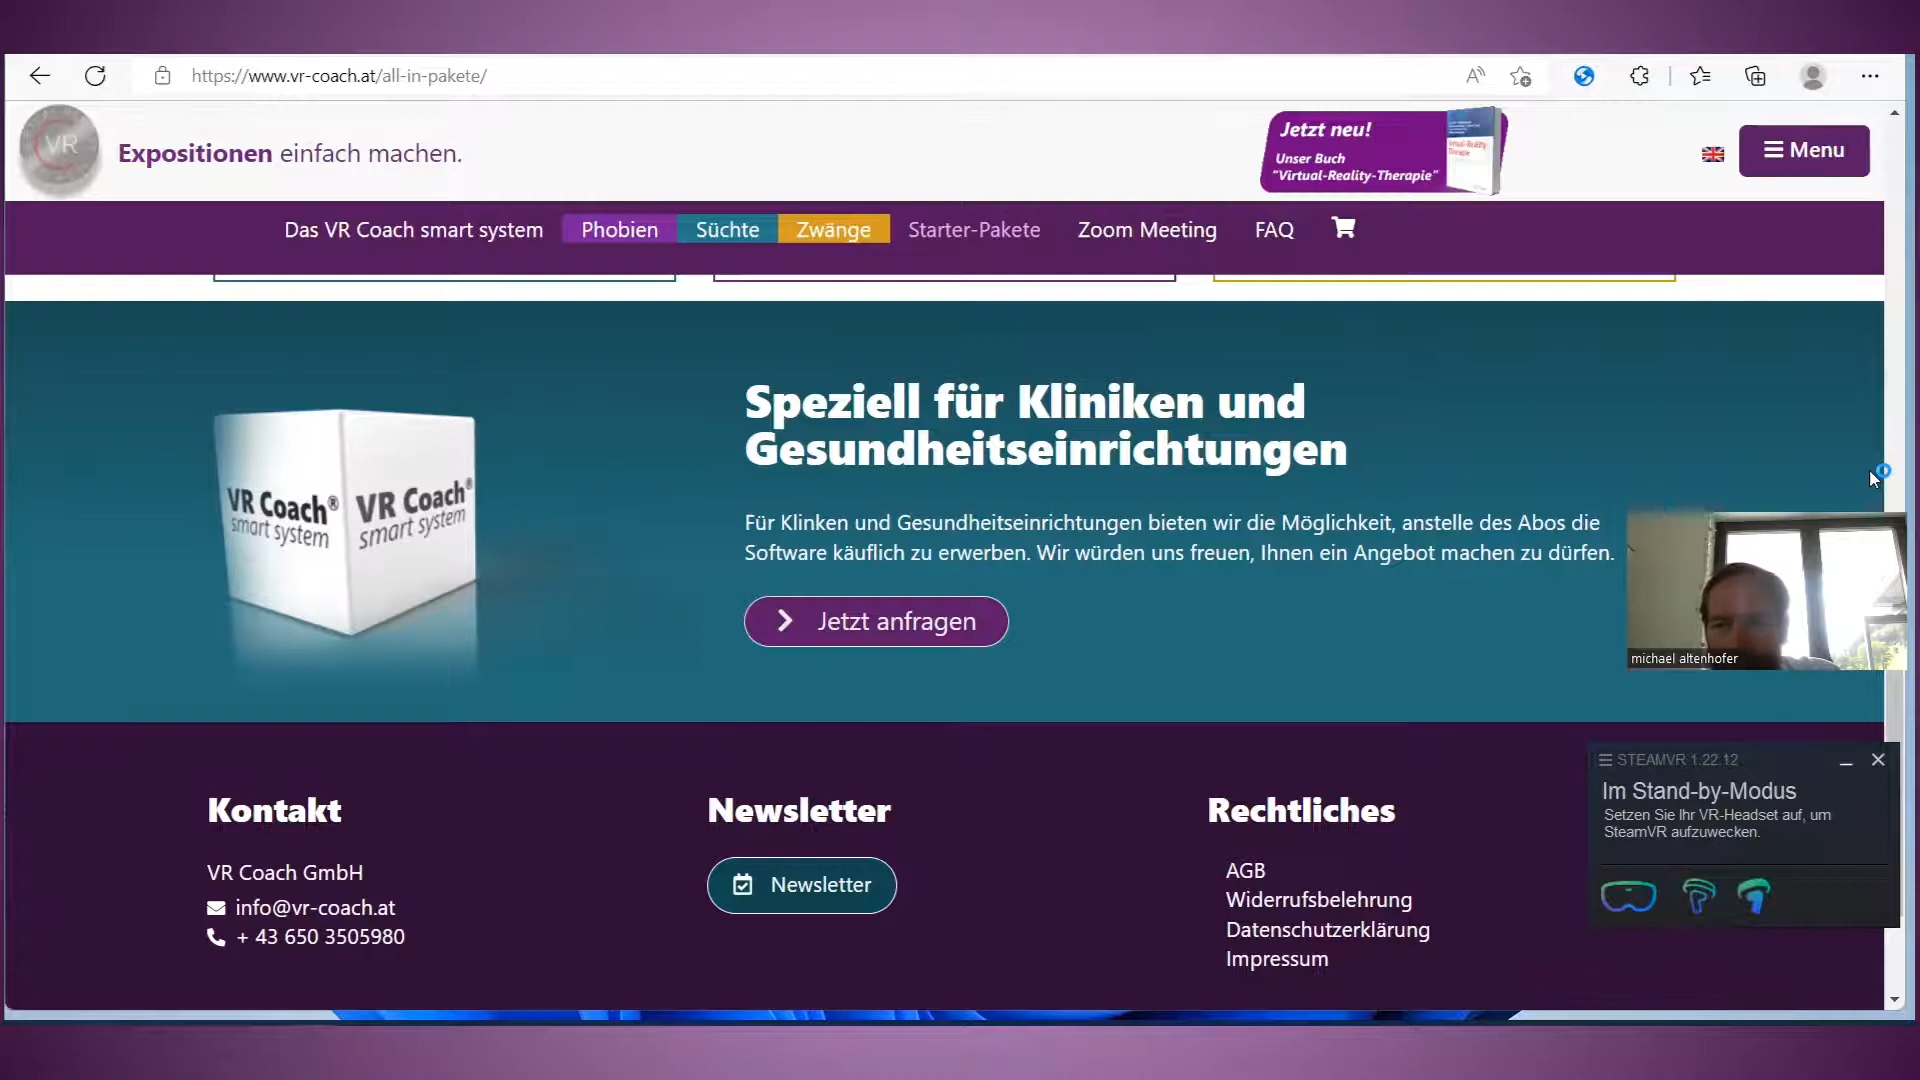 https://www.vr-coach.at/all-in-pakete/
VR
Expositionen einfach machen.
Jetzt neu!
Unser Buch
"Virtual-Reality-Therapie"
Virtual-Reality-
Therapie
Menu
Das VR Coach smart system Phobien Süchte Zwänge Starter-Pakete Zoom Meeting FAQ
Speziell für Kliniken und
Gesundheitseinrichtungen
VR Coach®
smart system
VR Coach®
smart system
Für Klinken und Gesundheitseinrichtungen bieten wir die Möglichkeit, anstelle des Abos die
Software käuflich zu erwerben. Wir würden uns freuen, Ihnen ein Angebot machen zu dürfen.
Jetzt anfragen
michael altenhofer
STEAMVR 1.22.12
Im Stand-by-Modus
Setzen Sie Ihr VR-Headset auf, um
SteamVR aufzuwecken.
Kontakt
VR Coach GmbH
info@vr-coach.at
+ 43 650 3505980
Newsletter
Newsletter
Rechtliches
AGB
Widerrufsbelehrung
Datenschutzerklärung
Impressum